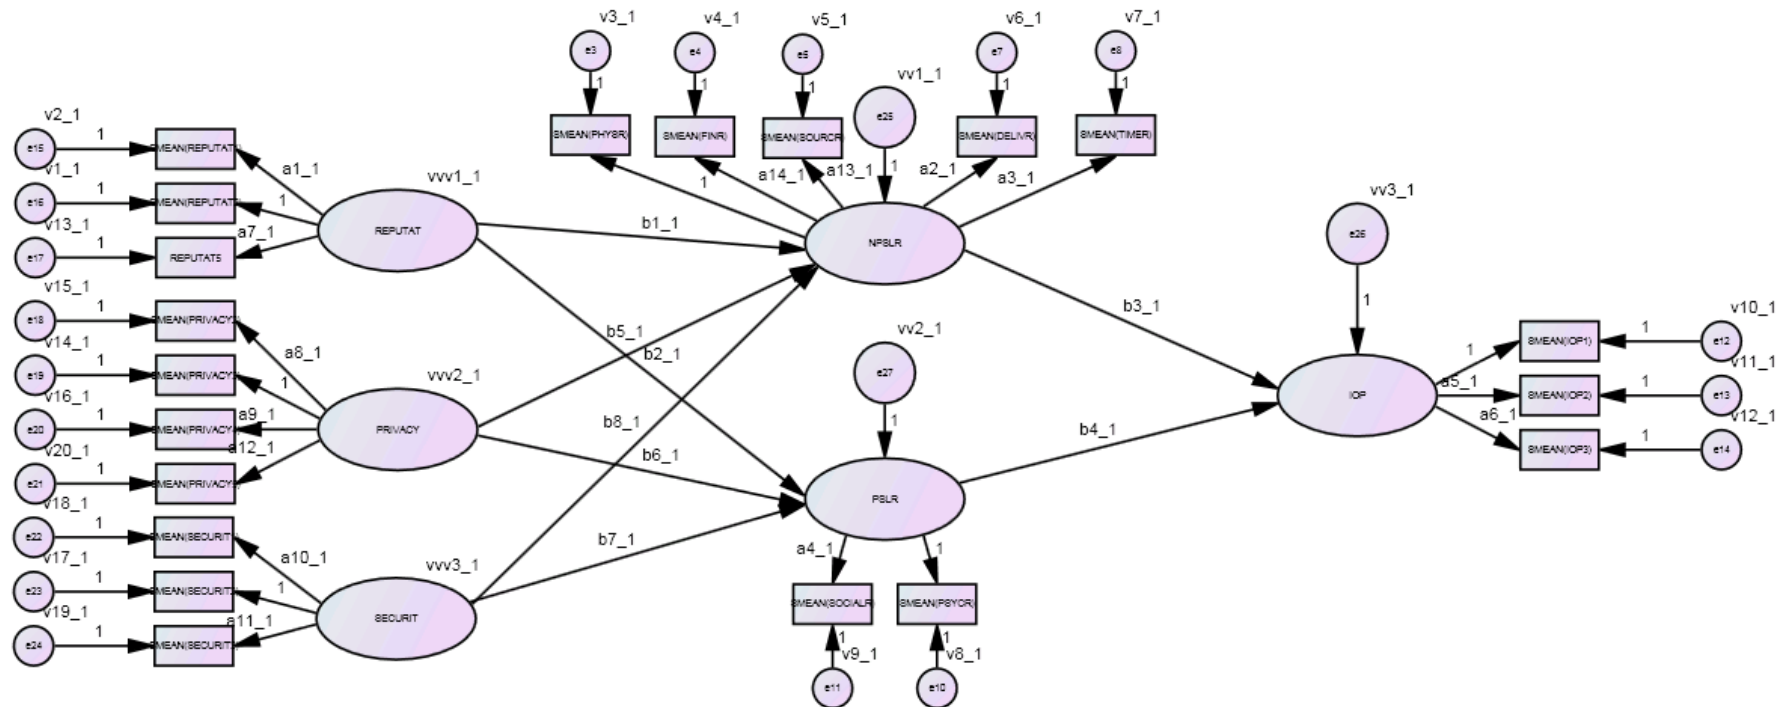 v3_1
v4_1
v5_1
v6_1
v7_1
e3
e4
e5
e7
e8
vv1_1
e25
1
1
1
1
1
1
SMEAN(PHYSR)
SMEAN(FINR)
SMEAN(SOURCR)
SMEAN(DELIVR)
SMEAN(TIMER)
1
a14_1
a13_1
a2_1
a3_1
v2_1
e15
1
a1_1
v1_1
e16
1
1
v13_1
e17
1
REPUTAT5
a7_1
vvv1_1
REPUTAT
b1_1
NPSLR
b3_1
vv3_1
e26
1
v15_1
e18
1
a8_1
v14_1
e19
1
1
v16_1
e20
1
a9_1
v20_1
e21
1
a12_1
vvv2_1
PRIVACY
b5_1
b2_1
b8_1
b6_1
vv2_1
e27
1
PSLR
b4_1
IOP
1
SMEAN(IOP1)
1
v10_1
e12
a5_1
SMEAN(IOP2)
1
v11_1
e13
a6_1
SMEAN(IOP3)
1
v12_1
e14
v18_1
e22
1
a10_1
v17_1
e23
1
1
v19_1
e24
1
a11_1
vvv3_1
SECURIT
b7_1
a4_1
1
SMEAN(SOCIALR)
SMEAN(PSYCR)
1
v9_1
1
v8_1
e11
e10